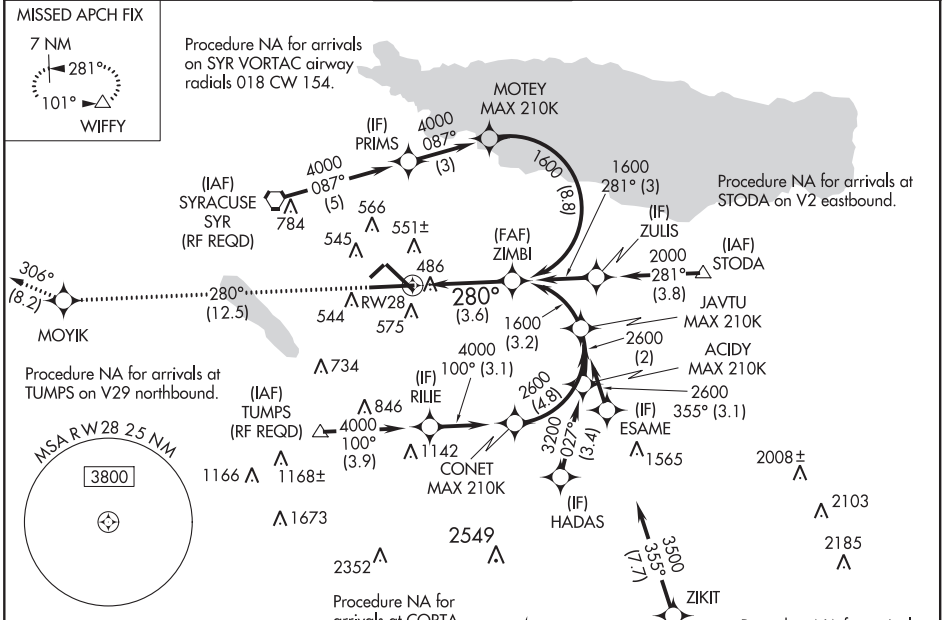 MISSED APCH FIX
7 NM
281°
101°
WIFFY
Procedure NA for arrivals
on SYR VORTAC airway
radials 018 CW 154.
MOTEY
MAX 210K
(IF)
PRIMS
4000
087°
(3)
4000
087°
(5)
(IAF)
SYRACUSE
SYR
(RF REQD)
784
566
545
551±
1600 (8.8)
1600
281° (3)
Procedure NA for arrivals at
STODA on V2 eastbound.
(IF)
ZULIS
(FAF)
ZIMBI
2000
281°
(3.8)
(IAF)
STODA
306°
(8.2)
MOYIK
280°
(12.5)
486
RW28
544
575
280°
(3.6)
1600
(3.2)
JAVTU
MAX 210K
2600
(2)
ACIDY
MAX 210K
2600
355° (3.1)
Procedure NA for arrivals at
TUMPS on V29 northbound.
734
(IAF)
TUMPS
(RF REQD)
846
4000
100°
(3.9)
(IF)
RILIE
4000
100° (3.1)
2600
(4.8)
(IF)
ESAME
1142
CONET
MAX 210K
3200
027°
(3.4)
(IF)
HADAS
1565
MSA RW28 25 NM
3800
1166
1168±
1673
2352
2549
2008±
2103
2185
3500
355°
(7.7)
ZIKIT
Procedure NA for